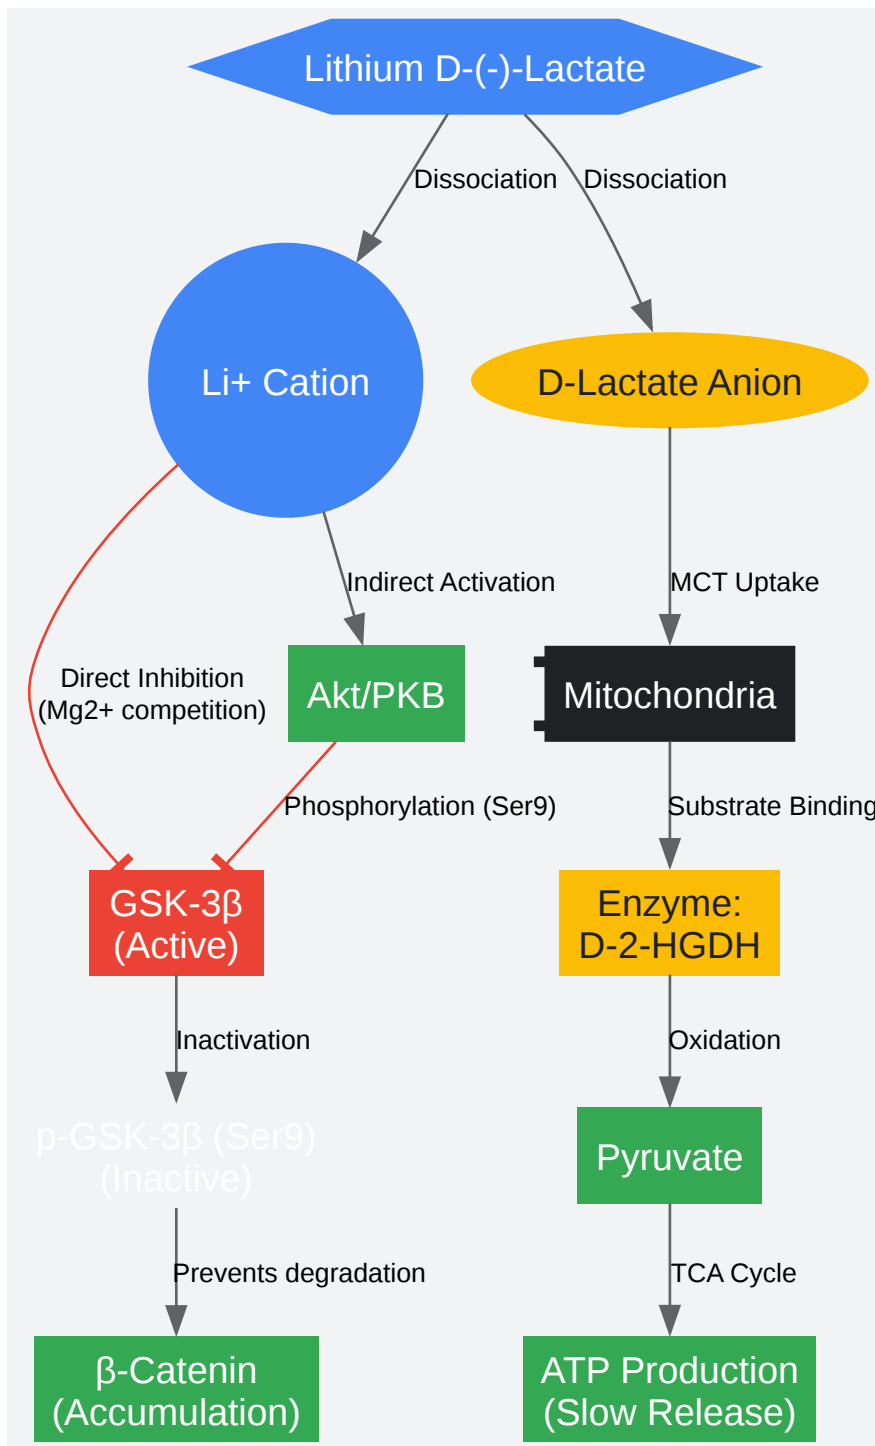 Lithium D-(-)-Lactate
Dissociation
Dissociation
Li+ Cation
D-Lactate Anion
Indirect Activation
MCT Uptake
Direct Inhibition
(Mg2+ competition)
Akt/PKB
Mitochondria
Phosphorylation (Ser9)
Substrate Binding
GSK-3β
(Active)
Enzyme:
D-2-HGDH
Inactivation
Oxidation
p-GSK-3β (Ser9)
(Inactive)
Pyruvate
Prevents degradation
TCA Cycle
β-Catenin
(Accumulation)
ATP Production
(Slow Release)